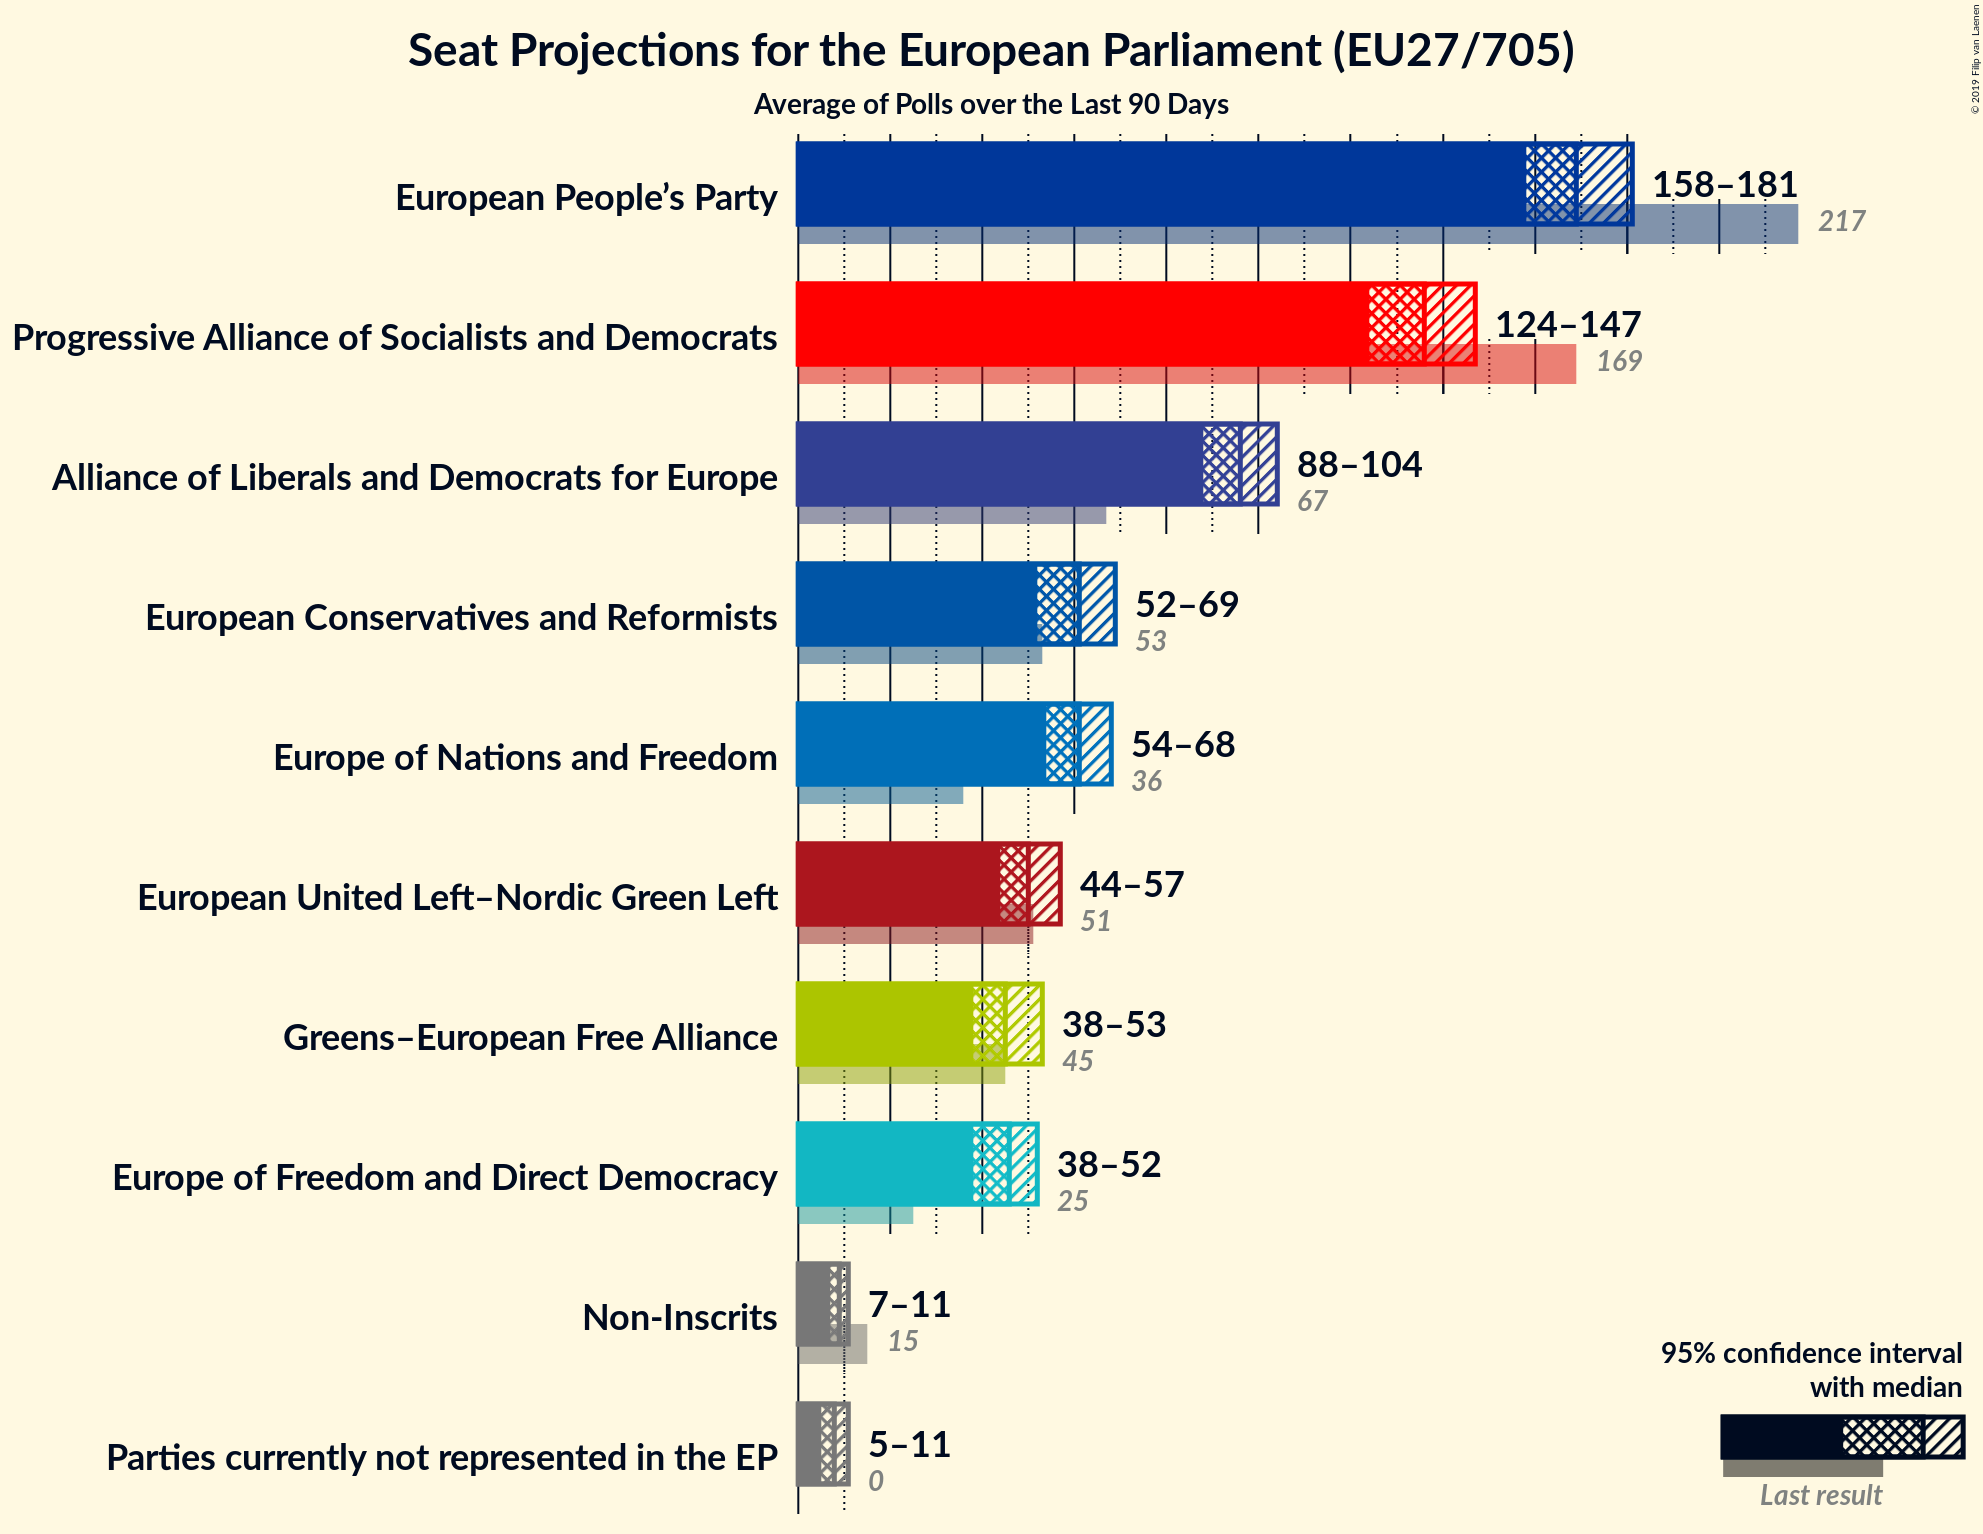 Seat Projections for the European Parliament (EU27/705)
Average of Polls over the Last 90 Days
© 2019 Filip van Laenen
European People’s Party
158–181
217
Progressive Alliance of Socialists and Democrats
124–147
169
Alliance of Liberals and Democrats for Europe
88–104
67
European Conservatives and Reformists
52–69
53
Europe of Nations and Freedom
54–68
36
European United Left–Nordic Green Left
44–57
51
Greens–European Free Alliance
38–53
45
Europe of Freedom and Direct Democracy
38–52
25
Non-Inscrits
7–11
15
Parties currently not represented in the EP
5–11
0
95% confidence interval
with median
Last result